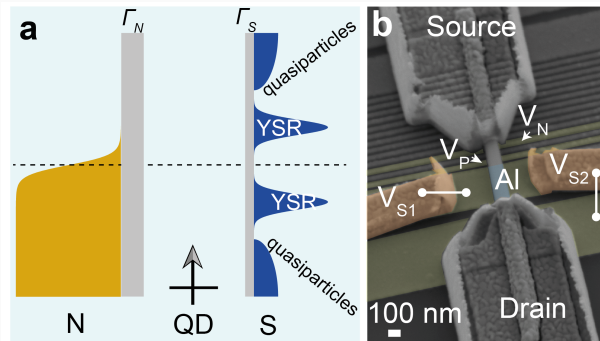 a
Γ_N
Γ_S
quasiparticles
YSR
YSR
quasiparticles
N
QD
S
b
Source
V_N
V_P
V_S2
Al
V_S1
Drain
100 nm